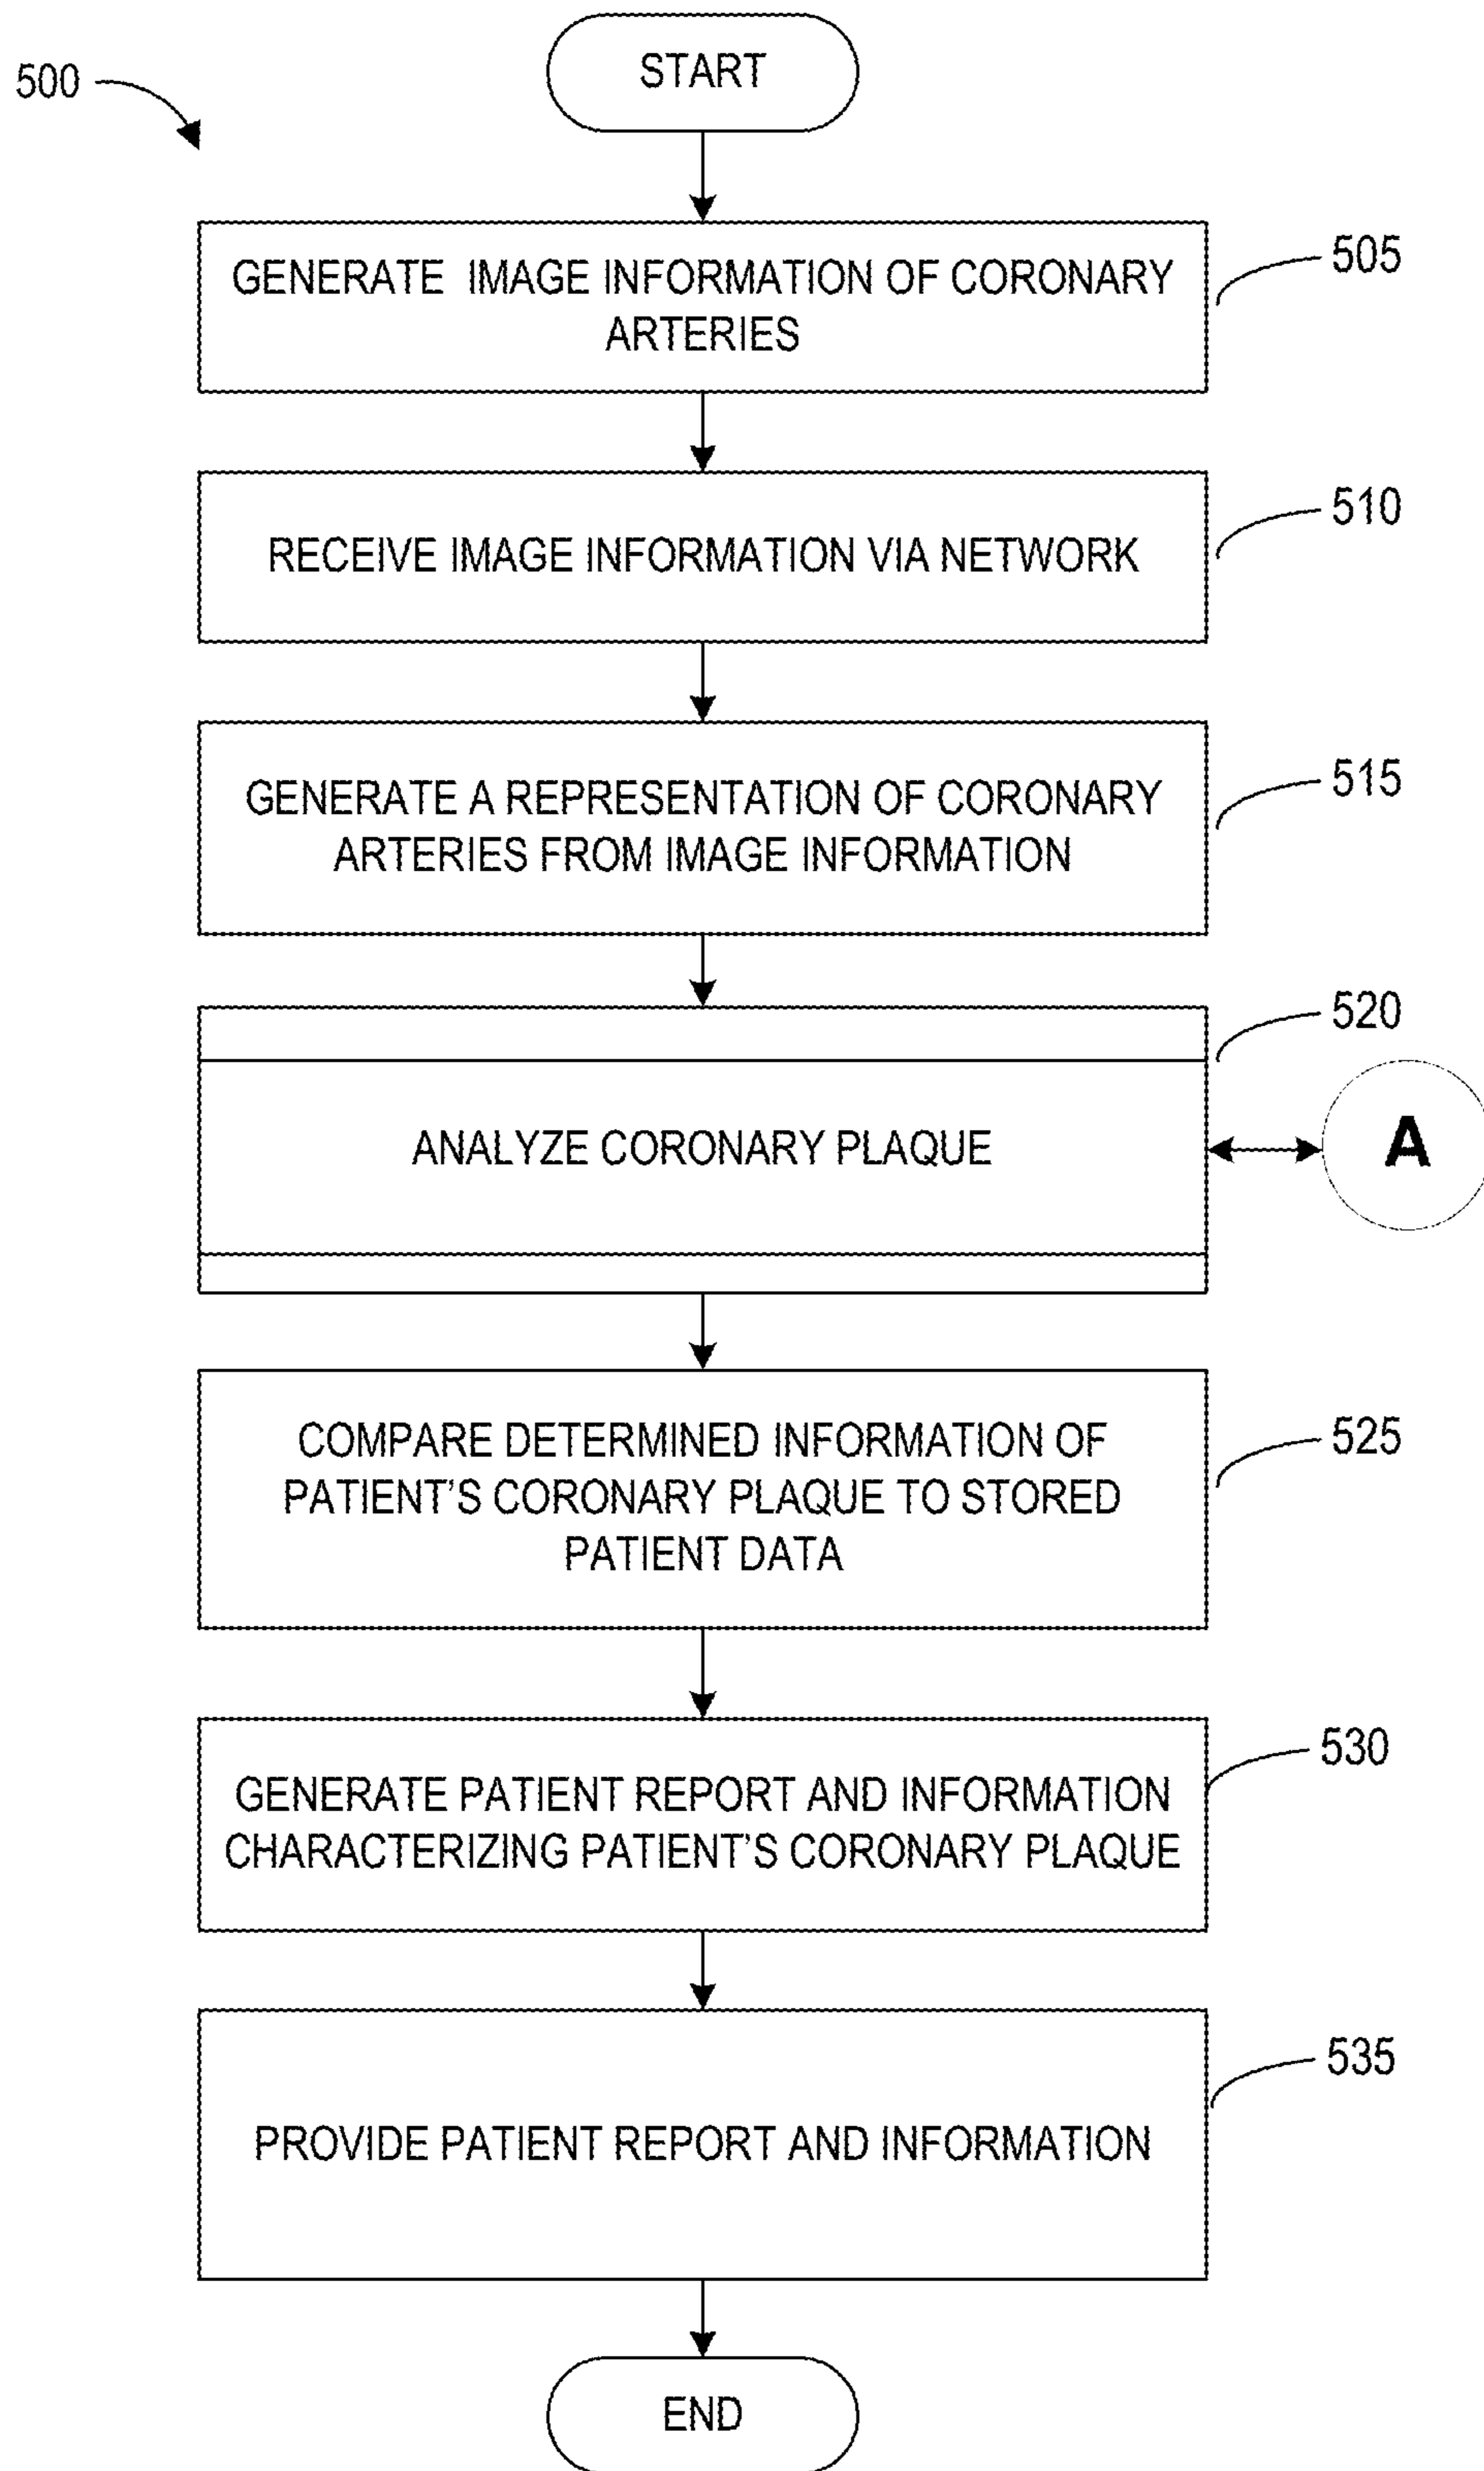 START
500
GENERATE IMAGE INFORMATION OF CORONARY
ARTERIES
505
RECEIVE IMAGE INFORMATION VIA NETWORK
510
GENERATE A REPRESENTATION OF CORONARY
ARTERIES FROM IMAGE INFORMATION
515
520
ANALYZE CORONARY PLAQUE
A
COMPARE DETERMINED INFORMATION OF
PATIENT'S CORONARY PLAQUE TO STORED
PATIENT DATA
525
GENERATE PATIENT REPORT AND INFORMATION
CHARACTERIZING PATIENT'S CORONARY PLAQUE
530
PROVIDE PATIENT REPORT AND INFORMATION
535
END